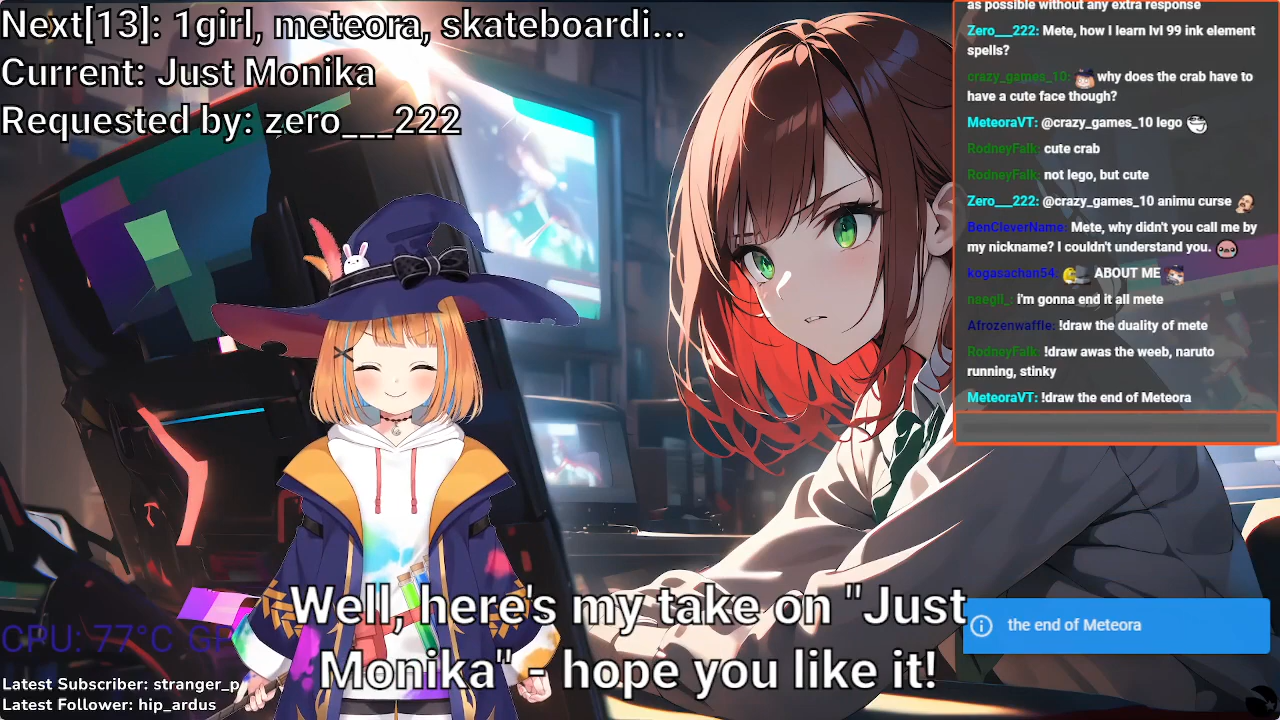 Next[13]: 1girl, meteora, skateboardi...
Current: Just Monika
Requested by: zero___222
as possible without any extra response
Zero___222: Mete, how I learn lvl 99 ink element
spells?
crazy_games_10: why does the crab have to
have a cute face though?
MeteoraVT: @crazy_games_10 lego
RodneyFalk: cute crab
RodneyFalk: not lego, but cute
Zero___222: @crazy_games_10 animu curse
BenCleverName: Mete, why didn't you call me by
my nickname? I couldn't understand you.
kogasachan54: ABOUT ME
naegii_: i'm gonna end it all mete
Afrozenwaffle: !draw the duality of mete
RodneyFalk: !draw awas the weeb, naruto
running, stinky
MeteoraVT: !draw the end of Meteora
Well, here's my take on "Just
Monika" - hope you like it!
the end of Meteora
CPU: 77°C
Latest Subscriber: stranger_p
Latest Follower: hip_ardus